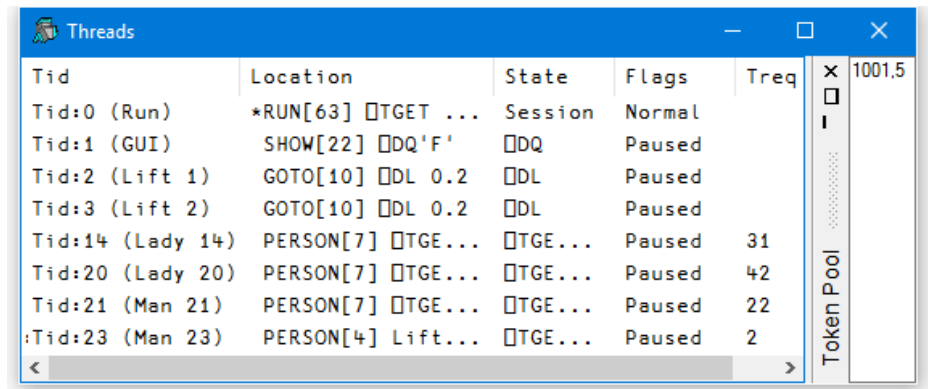 Threads
Tid Location State Flags Treq
Tid:0 (Run) *RUN[63] ⎕TGET ... Session Normal
Tid:1 (GUI) SHOW[22] ⎕DQ'F' ⎕DQ Paused
Tid:2 (Lift 1) GOTO[10] ⎕DL 0.2 ⎕DL Paused
Tid:3 (Lift 2) GOTO[10] ⎕DL 0.2 ⎕DL Paused
Tid:14 (Lady 14) PERSON[7] ⎕TGE... ⎕TGE... Paused 31
Tid:20 (Lady 20) PERSON[7] ⎕TGE... ⎕TGE... Paused 42
Tid:21 (Man 21) PERSON[7] ⎕TGE... ⎕TGE... Paused 22
:Tid:23 (Man 23) PERSON[4] Lift... ⎕TGE... Paused 2
Token Pool
1001,5